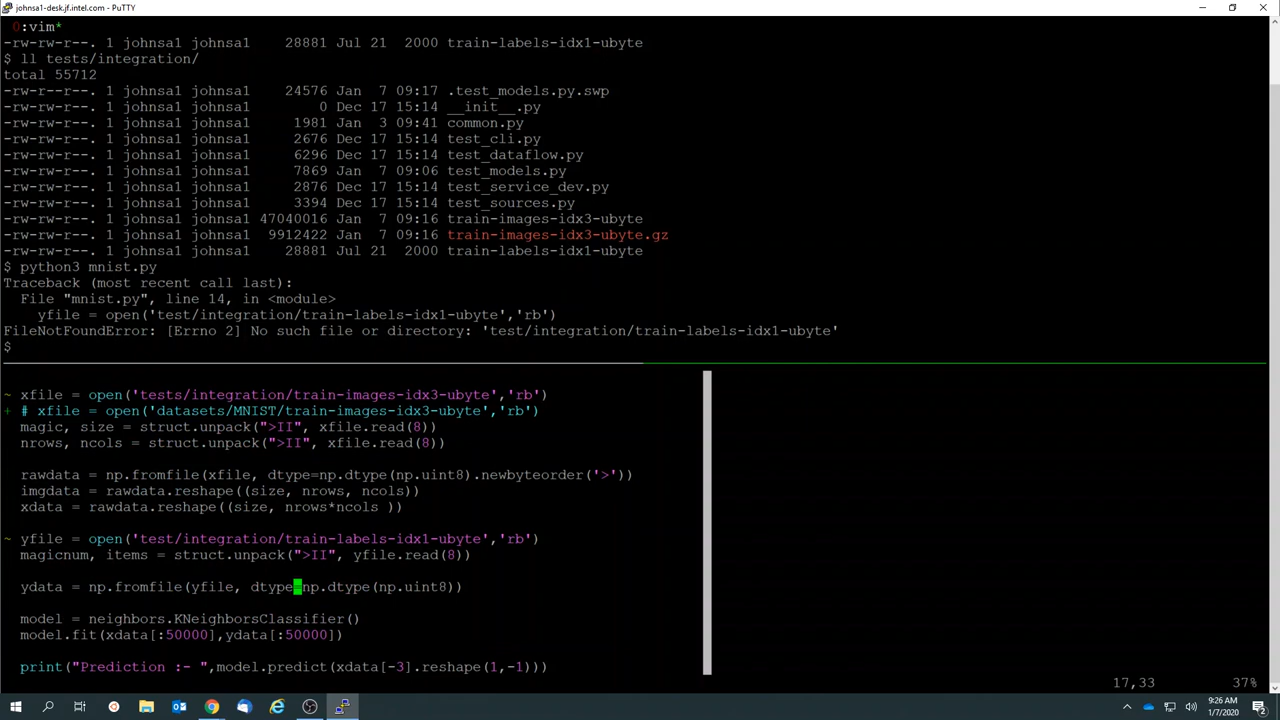 johnsa1-desk.jf.intel.com - PuTTY
0:vim*
-rw-rw-r--. 1 johnsa1 johnsa1    28881 Jul 21  2000 train-labels-idx1-ubyte
$ ll tests/integration/
total 55712
-rw-r--r--. 1 johnsa1 johnsa1    24576 Jan  7 09:17 .test_models.py.swp
-rw-rw-r--. 1 johnsa1 johnsa1        0 Dec 17 15:14 __init__.py
-rw-rw-r--. 1 johnsa1 johnsa1     1981 Jan  3 09:41 common.py
-rw-rw-r--. 1 johnsa1 johnsa1     2676 Dec 17 15:14 test_cli.py
-rw-rw-r--. 1 johnsa1 johnsa1     6296 Dec 17 15:14 test_dataflow.py
-rw-rw-r--. 1 johnsa1 johnsa1     7869 Jan  7 09:06 test_models.py
-rw-rw-r--. 1 johnsa1 johnsa1     2876 Dec 17 15:14 test_service_dev.py
-rw-rw-r--. 1 johnsa1 johnsa1     3394 Dec 17 15:14 test_sources.py
-rw-rw-r--. 1 johnsa1 johnsa1 47040016 Jan  7 09:16 train-images-idx3-ubyte
-rw-rw-r--. 1 johnsa1 johnsa1  9912422 Jan  7 09:16 train-images-idx3-ubyte.gz
-rw-rw-r--. 1 johnsa1 johnsa1    28881 Jul 21  2000 train-labels-idx1-ubyte
$ python3 mnist.py
Traceback (most recent call last):
  File "mnist.py", line 14, in <module>
    yfile = open('test/integration/train-labels-idx1-ubyte','rb')
FileNotFoundError: [Errno 2] No such file or directory: 'test/integration/train-labels-idx1-ubyte'
$
~ xfile = open('tests/integration/train-images-idx3-ubyte','rb')
+ # xfile = open('datasets/MNIST/train-images-idx3-ubyte','rb')
magic, size = struct.unpack(">II", xfile.read(8))
nrows, ncols = struct.unpack(">II", xfile.read(8))
rawdata = np.fromfile(xfile, dtype=np.dtype(np.uint8).newbyteorder('>'))
imgdata = rawdata.reshape((size, nrows, ncols))
xdata = rawdata.reshape((size, nrows*ncols ))
~ yfile = open('test/integration/train-labels-idx1-ubyte','rb')
magicnum, items = struct.unpack(">II", yfile.read(8))
ydata = np.fromfile(yfile, dtype=np.dtype(np.uint8))
model = neighbors.KNeighborsClassifier()
model.fit(xdata[:50000],ydata[:50000])
print("Prediction :- ",model.predict(xdata[-3].reshape(1,-1)))
17,33 37%
9:26 AM
1/7/2020
2